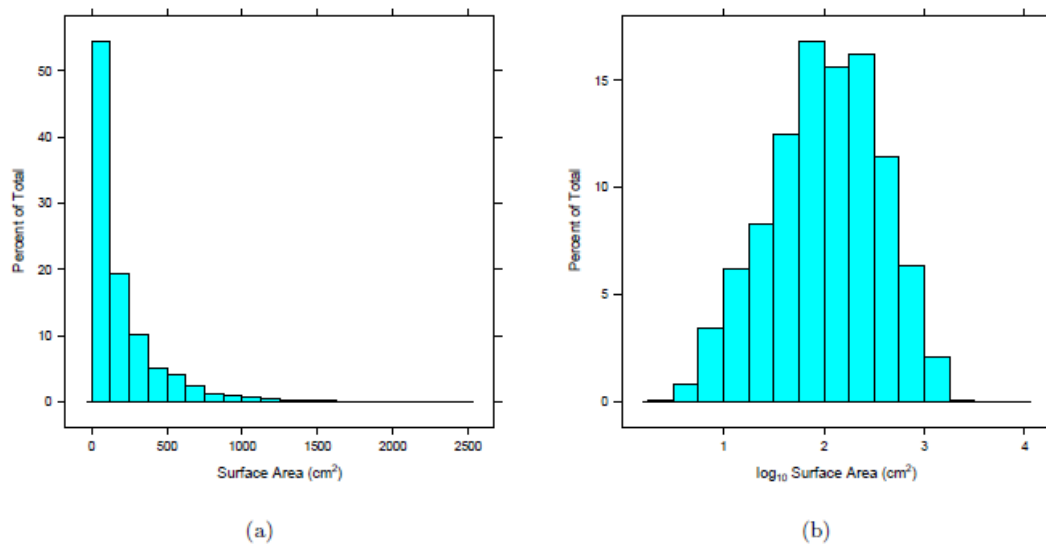 50
40
30
20
10
0
Percent of Total
0 500 1000 1500 2000 2500
Surface Area (cm²)
(a)
15
10
5
0
Percent of Total
1 2 3 4
log₁₀ Surface Area (cm²)
(b)